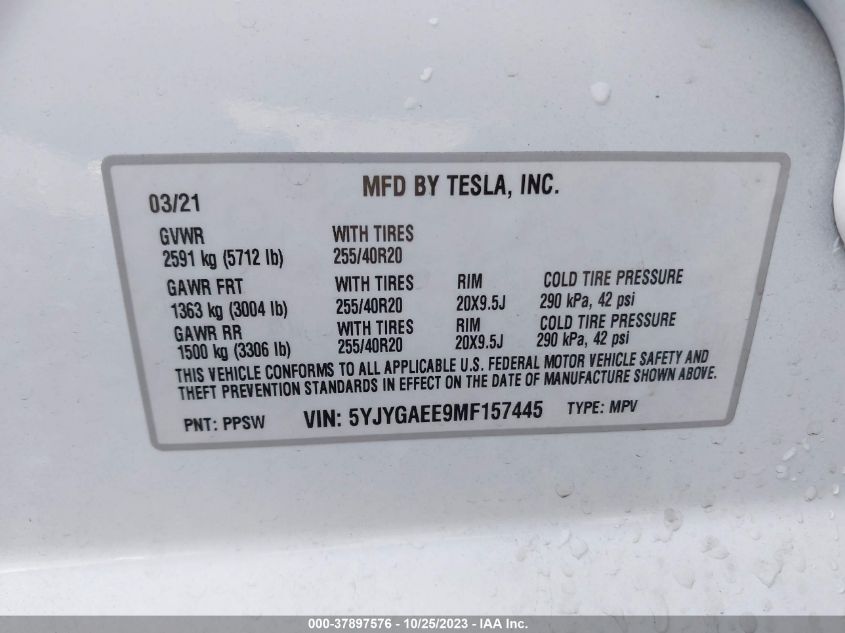 MFD BY TESLA, INC.
03/21
GVWR WITH TIRES
2591 kg (5712 lb) 255/40R20
GAWR FRT WITH TIRES RIM COLD TIRE PRESSURE
1363 kg (3004 lb) 255/40R20 20X9.5J 290 kPa, 42 psi
GAWR RR WITH TIRES RIM COLD TIRE PRESSURE
1500 kg (3306 lb) 255/40R20 20X9.5J 290 kPa, 42 psi
THIS VEHICLE CONFORMS TO ALL APPLICABLE U.S. FEDERAL MOTOR VEHICLE SAFETY AND
THEFT PREVENTION STANDARDS IN EFFECT ON THE DATE OF MANUFACTURE SHOWN ABOVE.
PNT: PPSW VIN: 5YJYGAEE9MF157445 TYPE: MPV
000-37897576 - 10/25/2023 - IAA Inc.